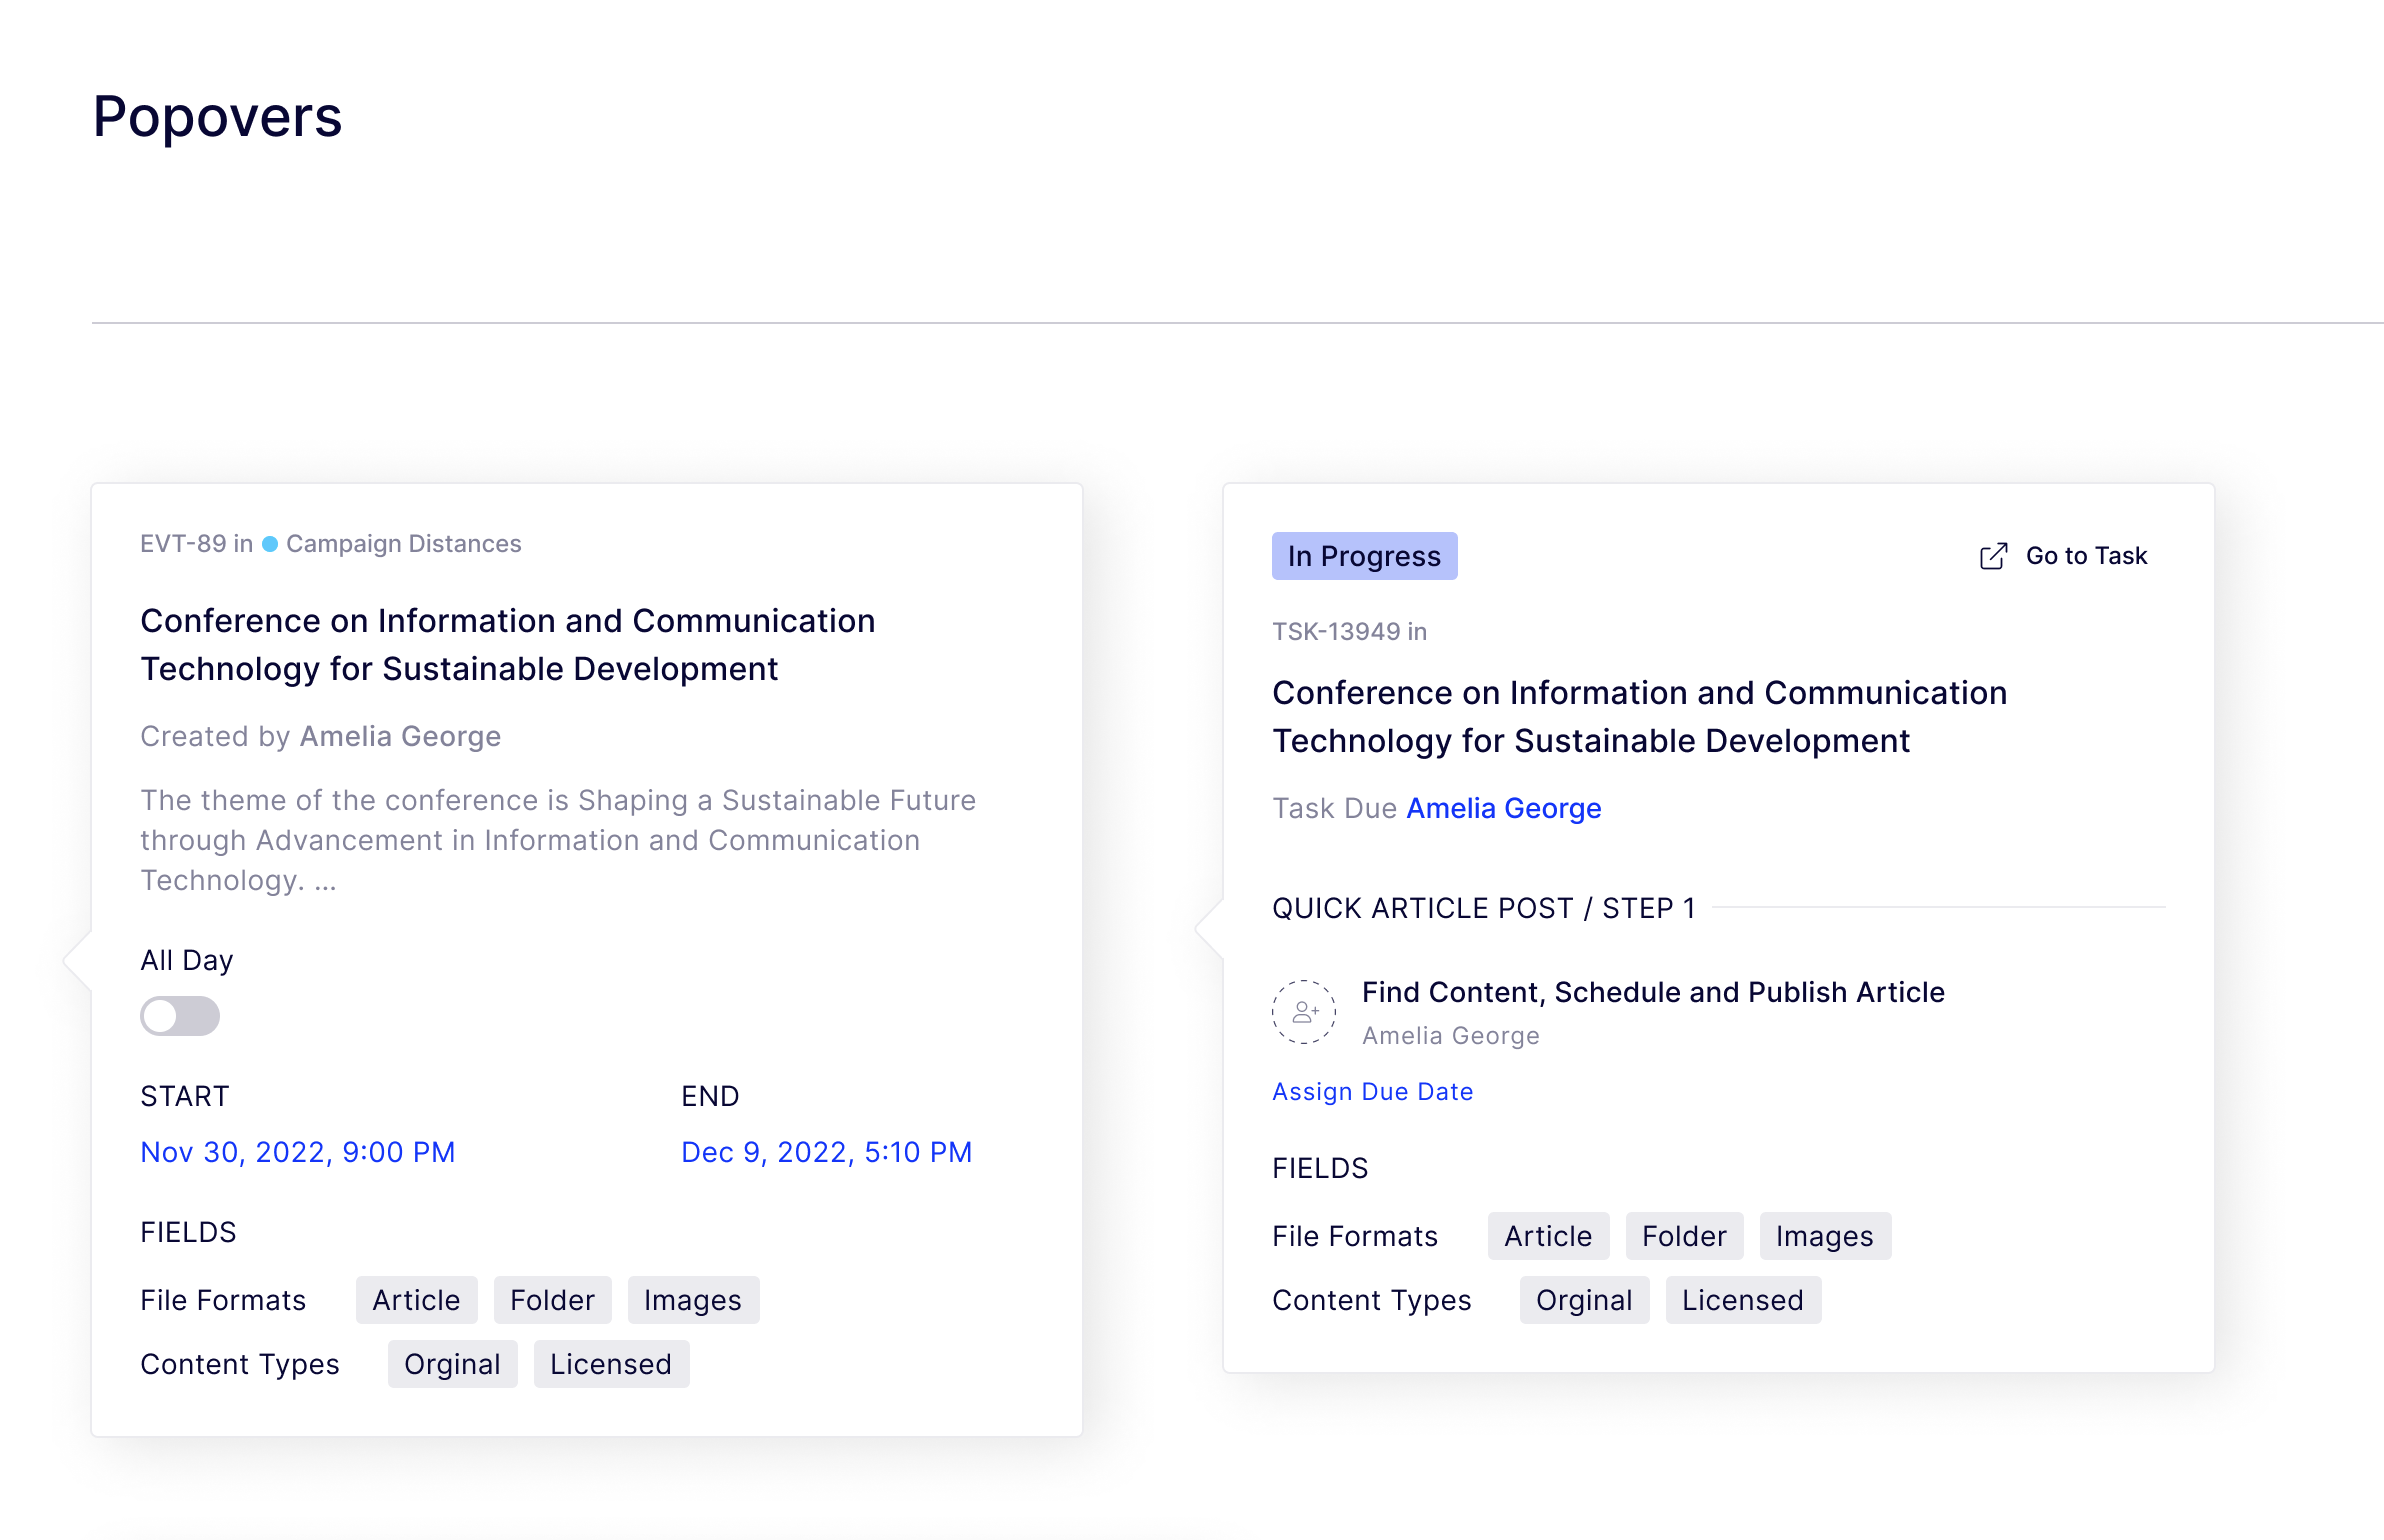 Popovers
EVT-89 in Campaign Distances
Conference on Information and Communication
Technology for Sustainable Development
Created by Amelia George
The theme of the conference is Shaping a Sustainable Future
through Advancement in Information and Communication
Technology. ...
All Day
START END
Nov 30, 2022, 9:00 PM Dec 9, 2022, 5:10 PM
FIELDS
File Formats Article Folder Images
Content Types Orginal Licensed
In Progress Go to Task
TSK-13949 in
Conference on Information and Communication
Technology for Sustainable Development
Task Due Amelia George
QUICK ARTICLE POST / STEP 1
Find Content, Schedule and Publish Article
Amelia George
Assign Due Date
FIELDS
File Formats Article Folder Images
Content Types Orginal Licensed